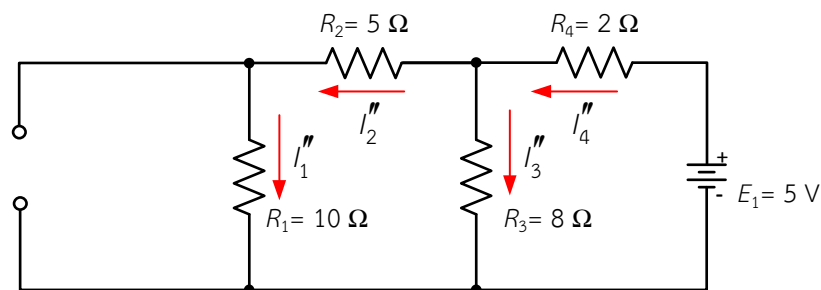 R₂= 5 Ω
R₄= 2 Ω
I₂″
I₄″
I₁″
I₃″
+
-
E₁= 5 V
R₁= 10 Ω
R₃= 8 Ω